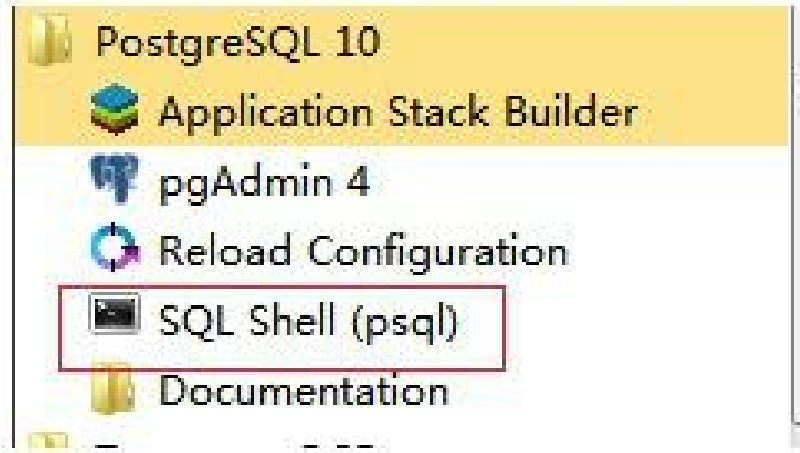 PostgreSQL 10
Application Stack Builder
pgAdmin 4
Reload Configuration
SQL Shell (psql)
Documentation